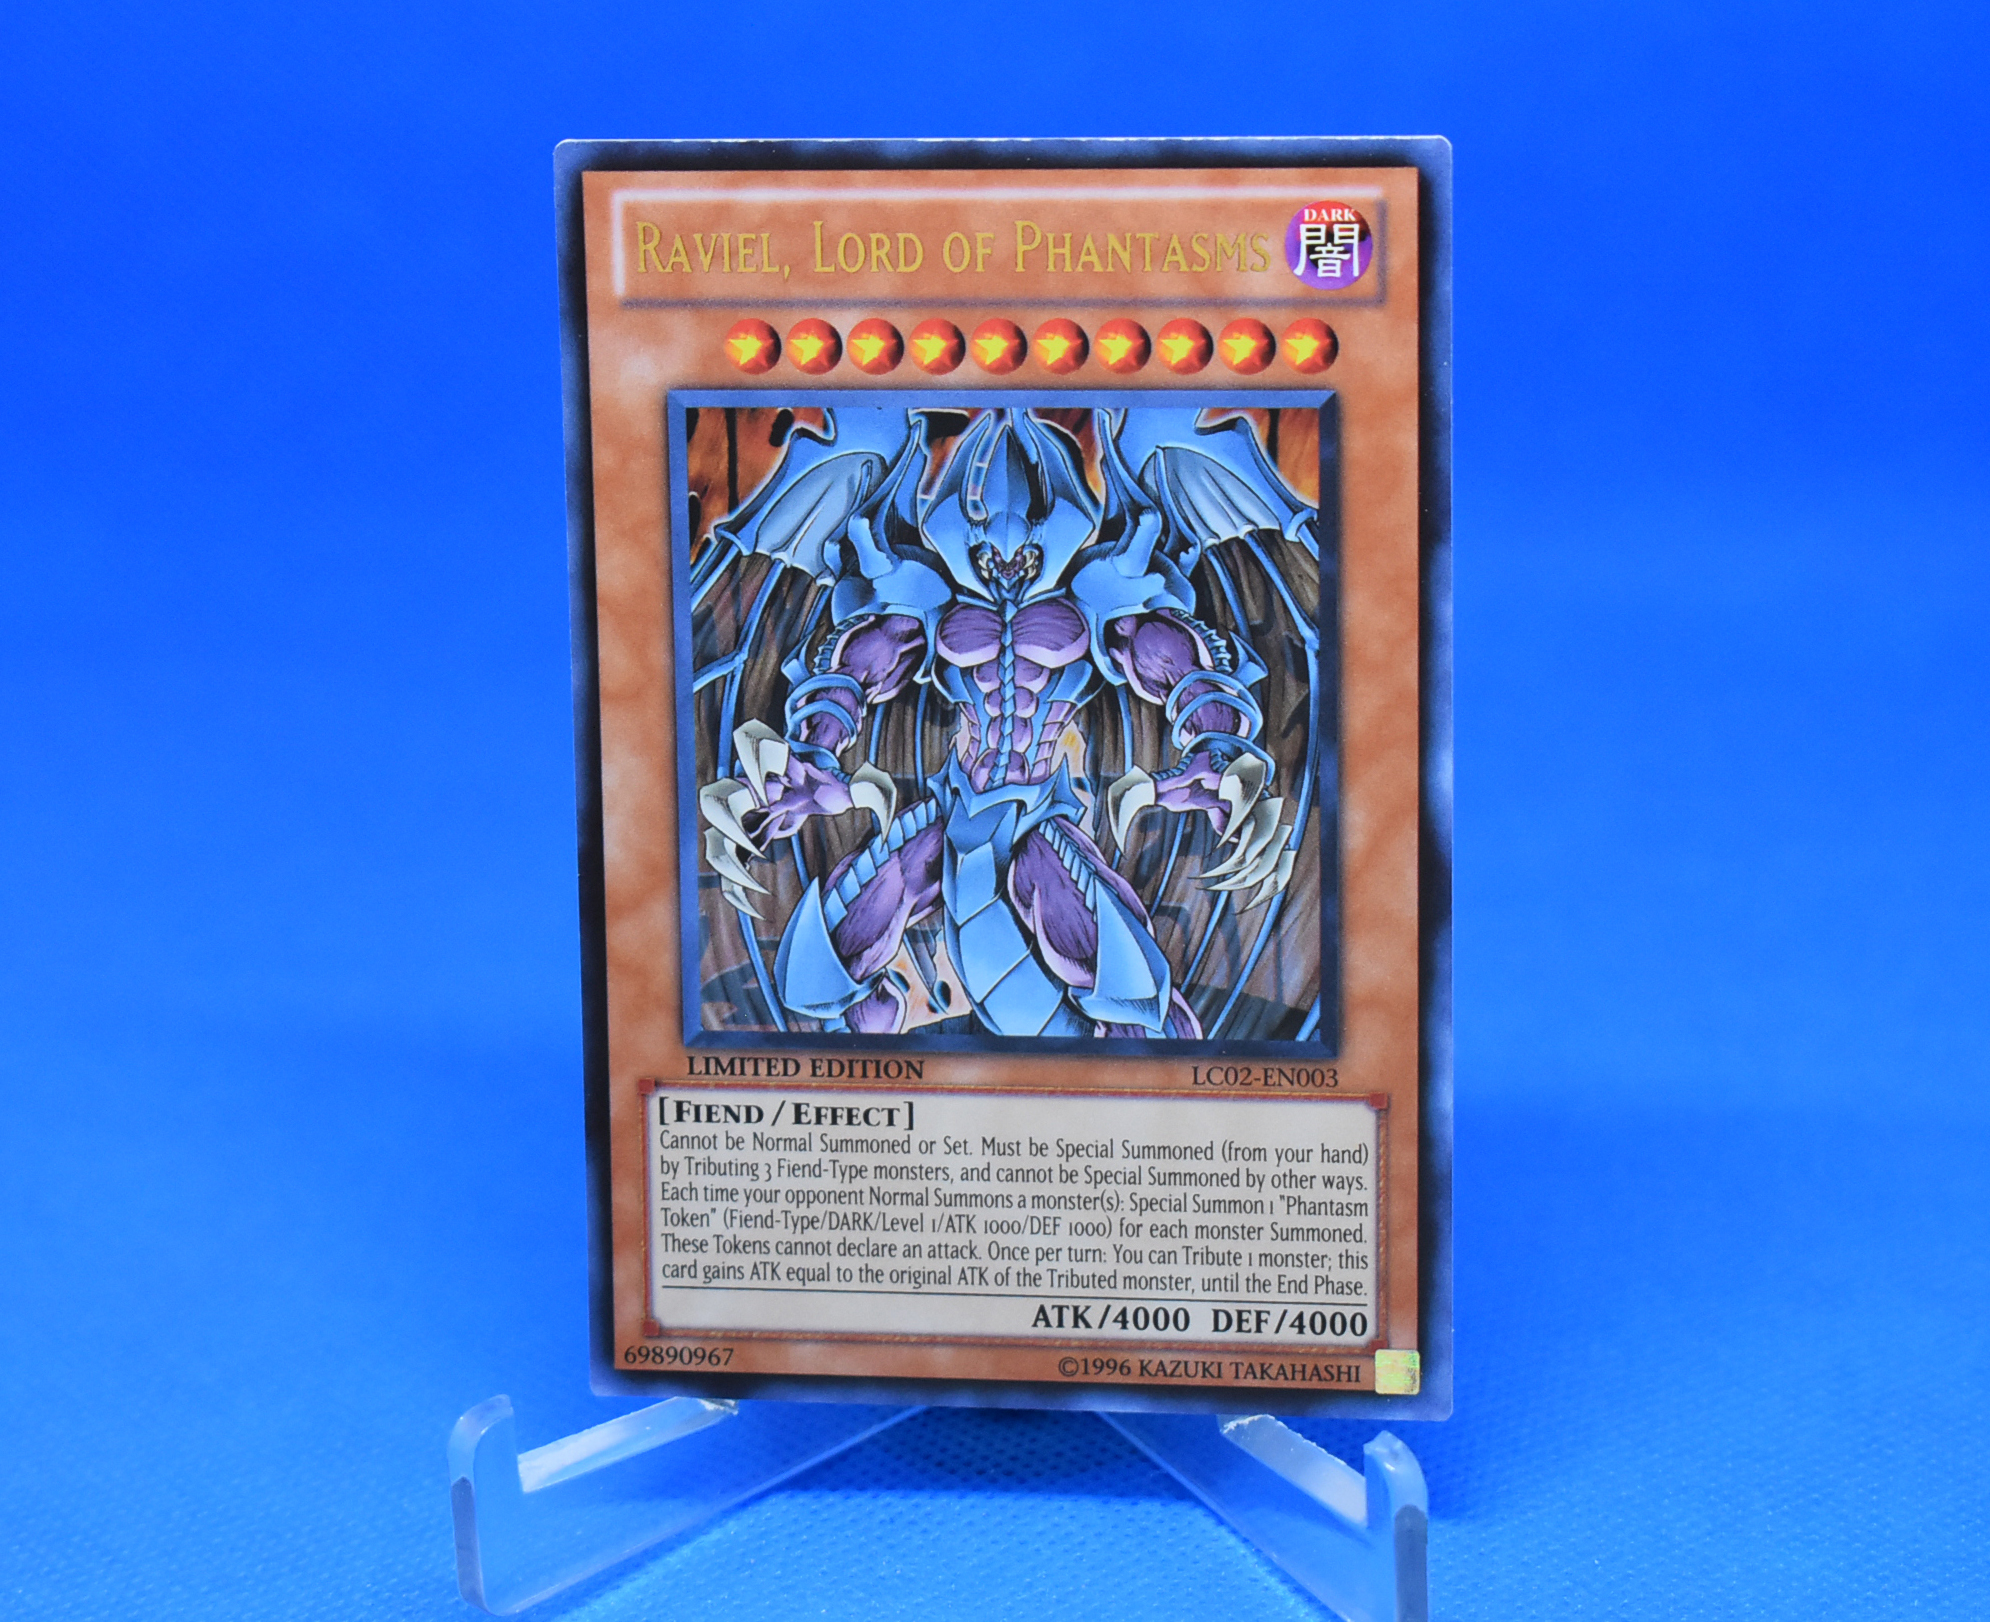 RAVIEL, LORD OF PHANTASMS
DARK
闇
LIMITED EDITION
LC02-EN003
[FIEND / EFFECT]
Cannot be Normal Summoned or Set. Must be Special Summoned (from your hand)
by Tributing 3 Fiend-Type monsters, and cannot be Special Summoned by other ways.
Each time your opponent Normal Summons a monster(s): Special Summon 1 "Phantasm
Token" (Fiend-Type/DARK/Level 1/ATK 1000/DEF 1000) for each monster Summoned.
These Tokens cannot declare an attack. Once per turn: You can Tribute 1 monster; this
card gains ATK equal to the original ATK of the Tributed monster, until the End Phase.
ATK/4000 DEF/4000
69890967
©1996 KAZUKI TAKAHASHI